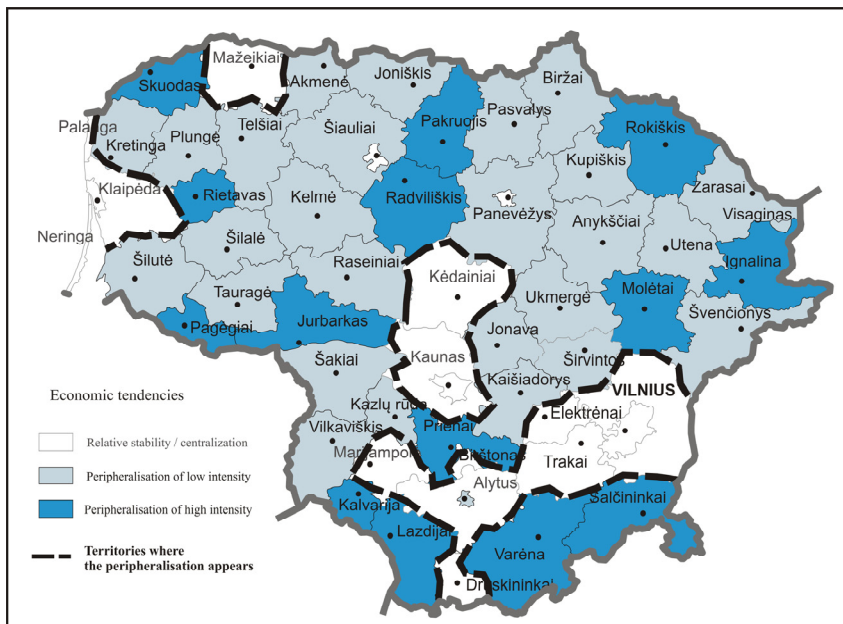 Mažeikiai
Skuodas
Akmenė
Joniškis
Biržai
Palanga
Kretinga
Plungė
Telšiai
Šiauliai
Pakruojis
Pasvalys
Rokiškis
Kupiškis
Klaipėda
Rietavas
Kelmė
Radviliškis
Panevėžys
Zarasai
Visaginas
Anykščiai
Neringa
Šilalė
Utena
Šilutė
Raseiniai
Kėdainiai
Ignalina
Tauragė
Ukmergė
Molėtai
Pagėgiai
Jurbarkas
Jonava
Švenčionys
Šakiai
Kaunas
Širvintos
Kaišiadorys
VILNIUS
Economic tendencies
Kazlų rūda
Elektrėnai
Relative stability / centralization
Vilkaviškis
Prienai
Marijampolė
Birštonas
Trakai
Peripheralisation of low intensity
Alytus
Peripheralisation of high intensity
Kalvarija
Šalčininkai
Lazdijai
Varėna
Territories where
the peripheralisation appears
Druskininkai